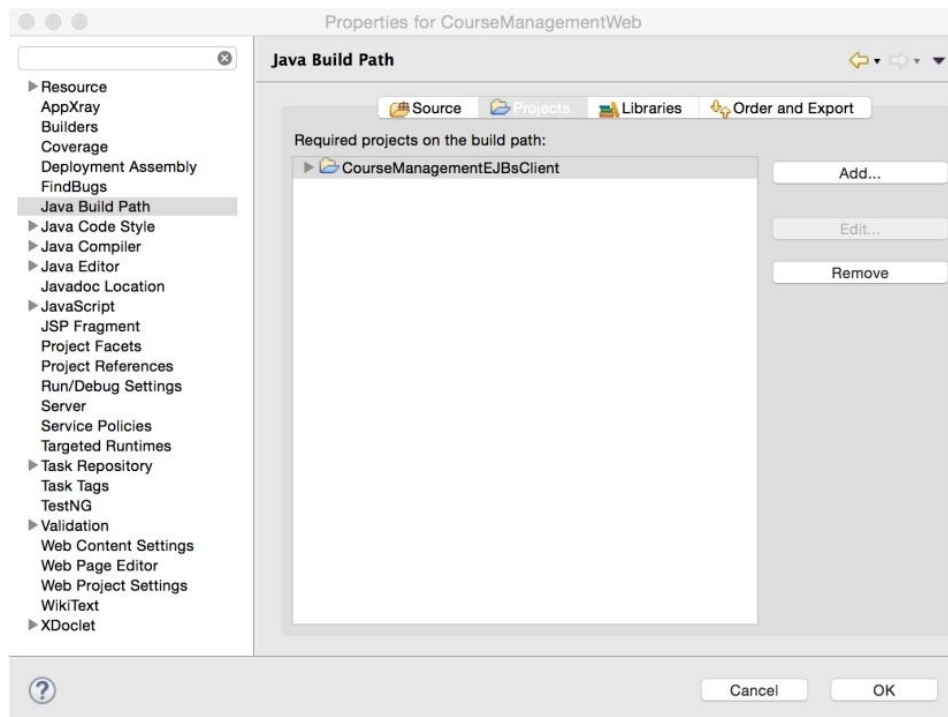 Properties for CourseManagementWeb
Resource
AppXray
Builders
Coverage
Deployment Assembly
FindBugs
Java Build Path
Java Code Style
Java Compiler
Java Editor
Javadoc Location
JavaScript
JSP Fragment
Project Facets
Project References
Run/Debug Settings
Server
Service Policies
Targeted Runtimes
Task Repository
Task Tags
TestNG
Validation
Web Content Settings
Web Page Editor
Web Project Settings
WikiText
XDoclet
Java Build Path
Source Projects Libraries Order and Export
Required projects on the build path:
CourseManagementEJBsClient
Add...
Edit...
Remove
?
Cancel OK